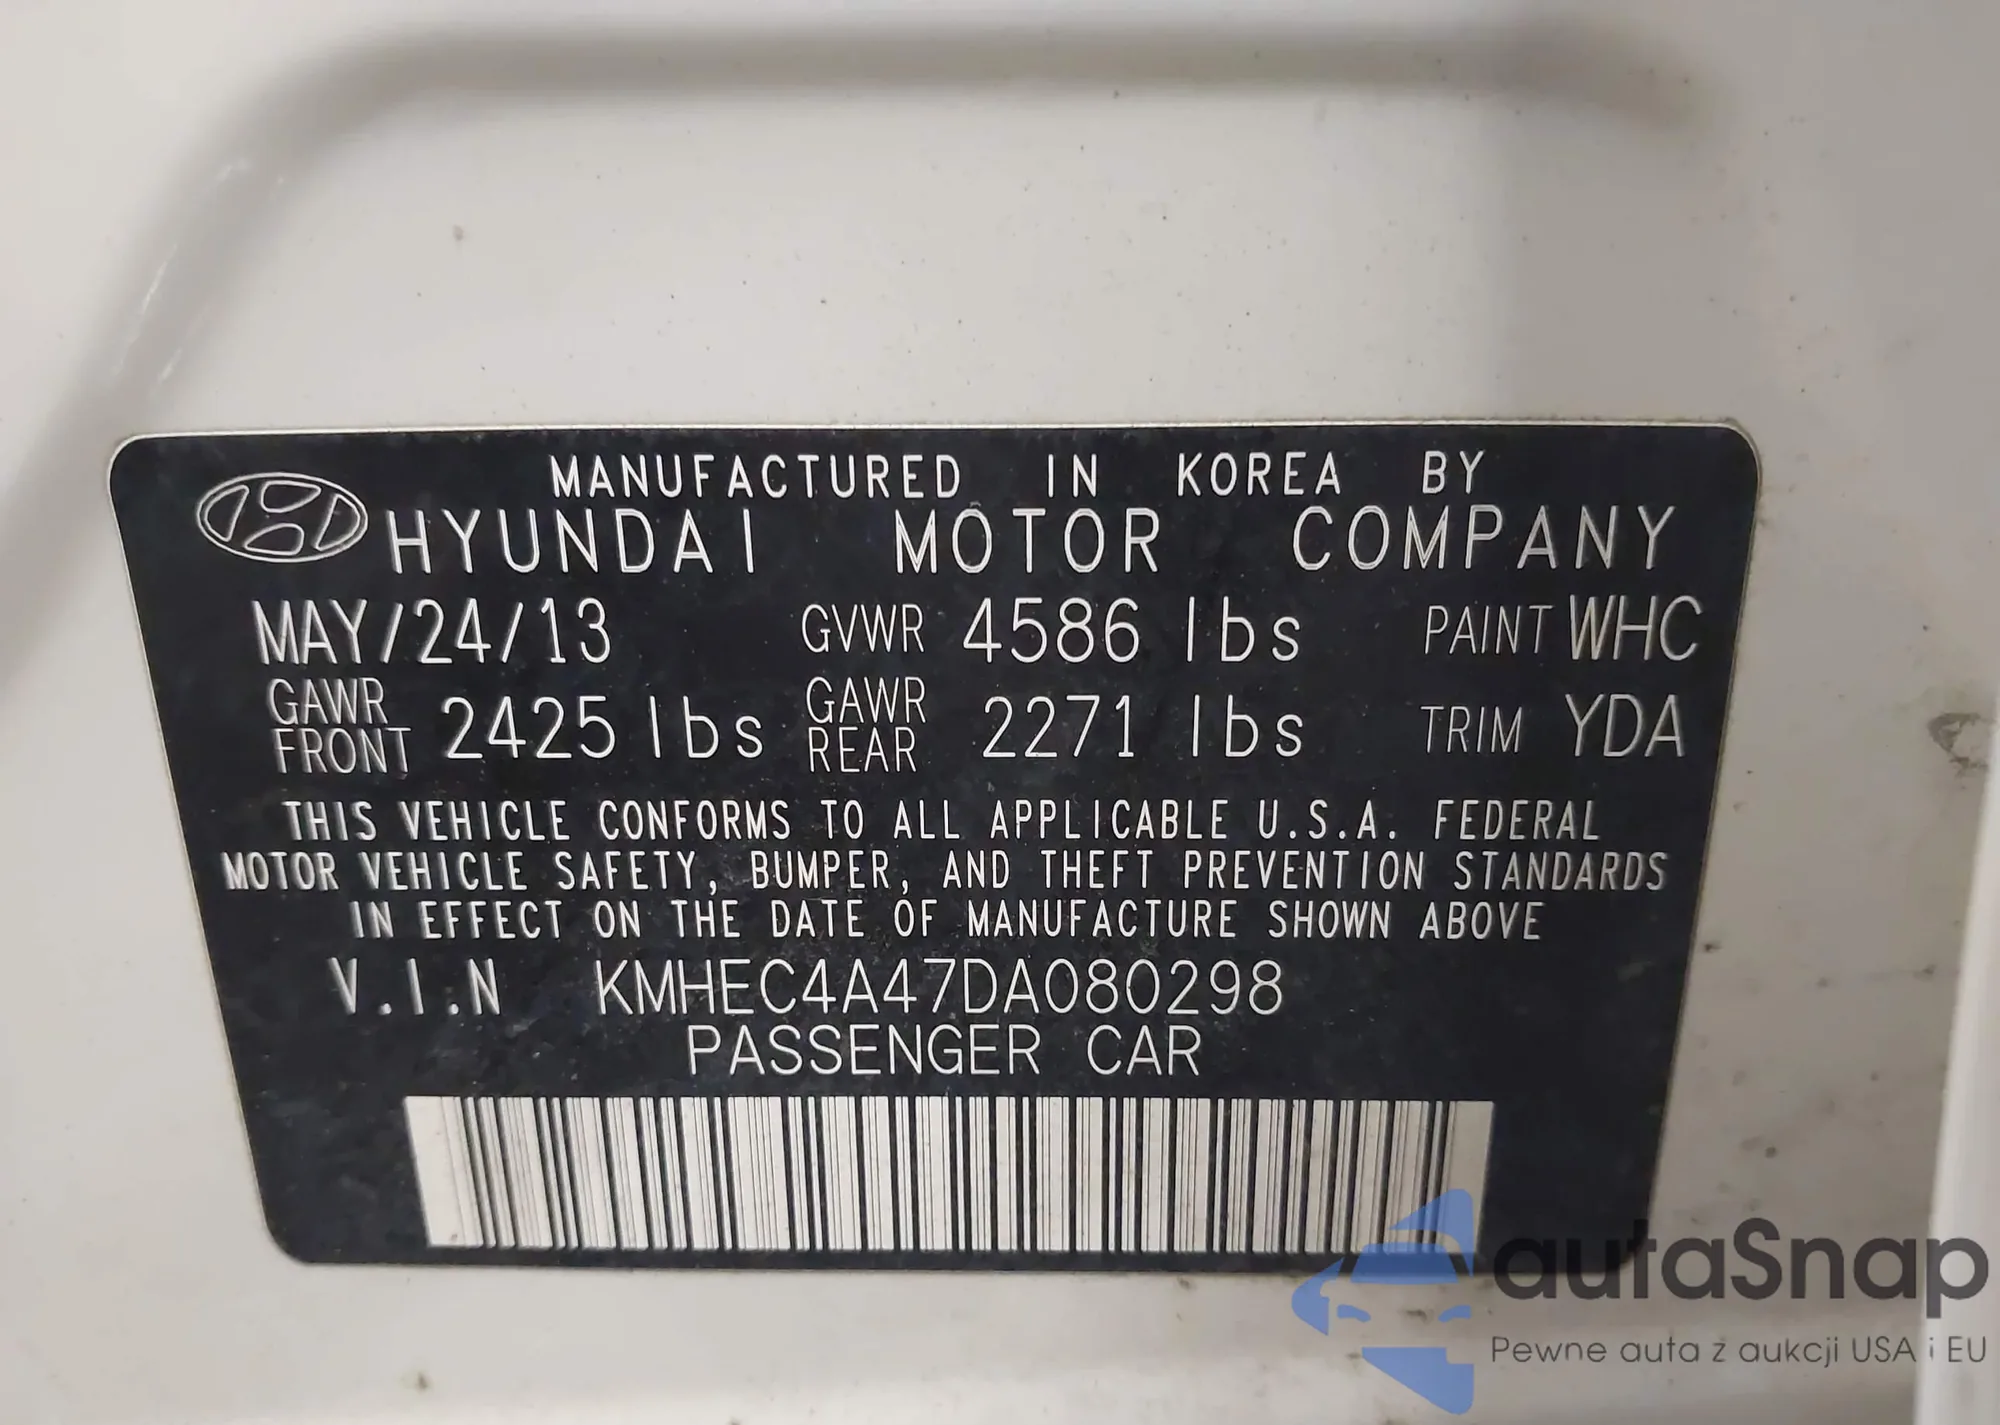 MANUFACTURED IN KOREA BY
HYUNDAI MOTOR COMPANY
MAY/24/13 GVWR 4586 lbs PAINT WHC
GAWR FRONT 2425 lbs GAWR REAR 2271 lbs TRIM YDA
THIS VEHICLE CONFORMS TO ALL APPLICABLE U.S.A. FEDERAL
MOTOR VEHICLE SAFETY, BUMPER, AND THEFT PREVENTION STANDARDS
IN EFFECT ON THE DATE OF MANUFACTURE SHOWN ABOVE
V.I.N KMHEC4A47DA080298
PASSENGER CAR
autaSnap
Pewne auta z aukcji USA i EU